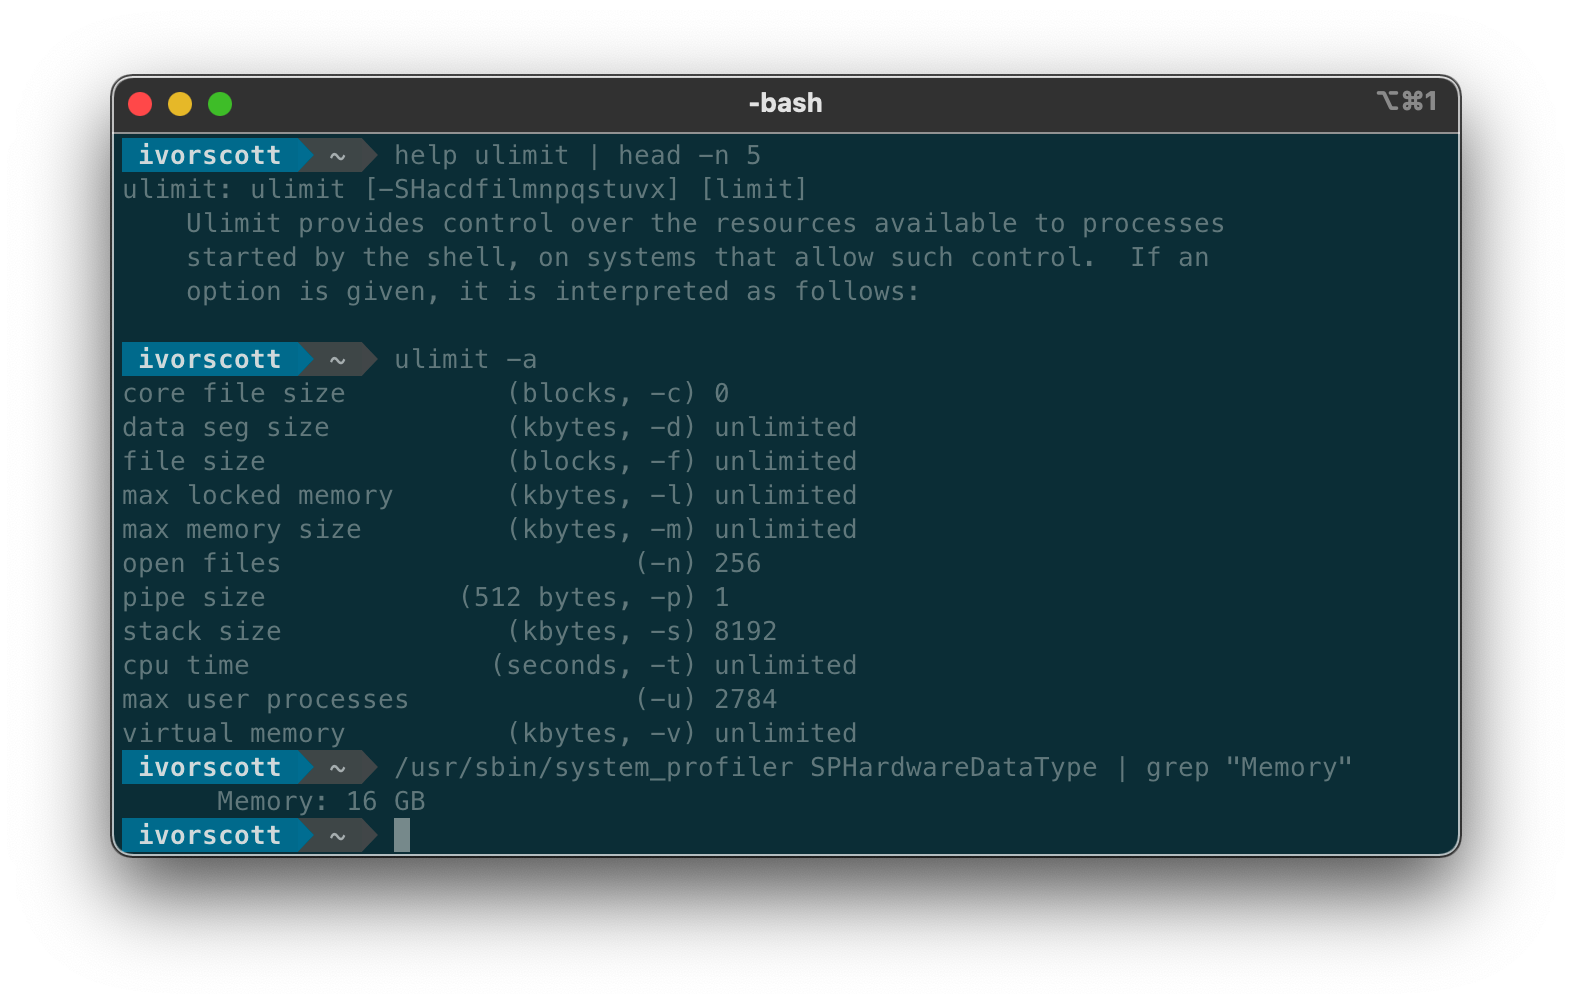 -bash
⌥⌘1
ivorscott ~ help ulimit | head -n 5
ulimit: ulimit [-SHacdfilmnpqstuvx] [limit]
    Ulimit provides control over the resources available to processes
    started by the shell, on systems that allow such control.  If an
    option is given, it is interpreted as follows:
ivorscott ~ ulimit -a
core file size          (blocks, -c) 0
data seg size           (kbytes, -d) unlimited
file size               (blocks, -f) unlimited
max locked memory       (kbytes, -l) unlimited
max memory size         (kbytes, -m) unlimited
open files                      (-n) 256
pipe size            (512 bytes, -p) 1
stack size              (kbytes, -s) 8192
cpu time               (seconds, -t) unlimited
max user processes              (-u) 2784
virtual memory          (kbytes, -v) unlimited
ivorscott ~ /usr/sbin/system_profiler SPHardwareDataType | grep "Memory"
      Memory: 16 GB
ivorscott ~